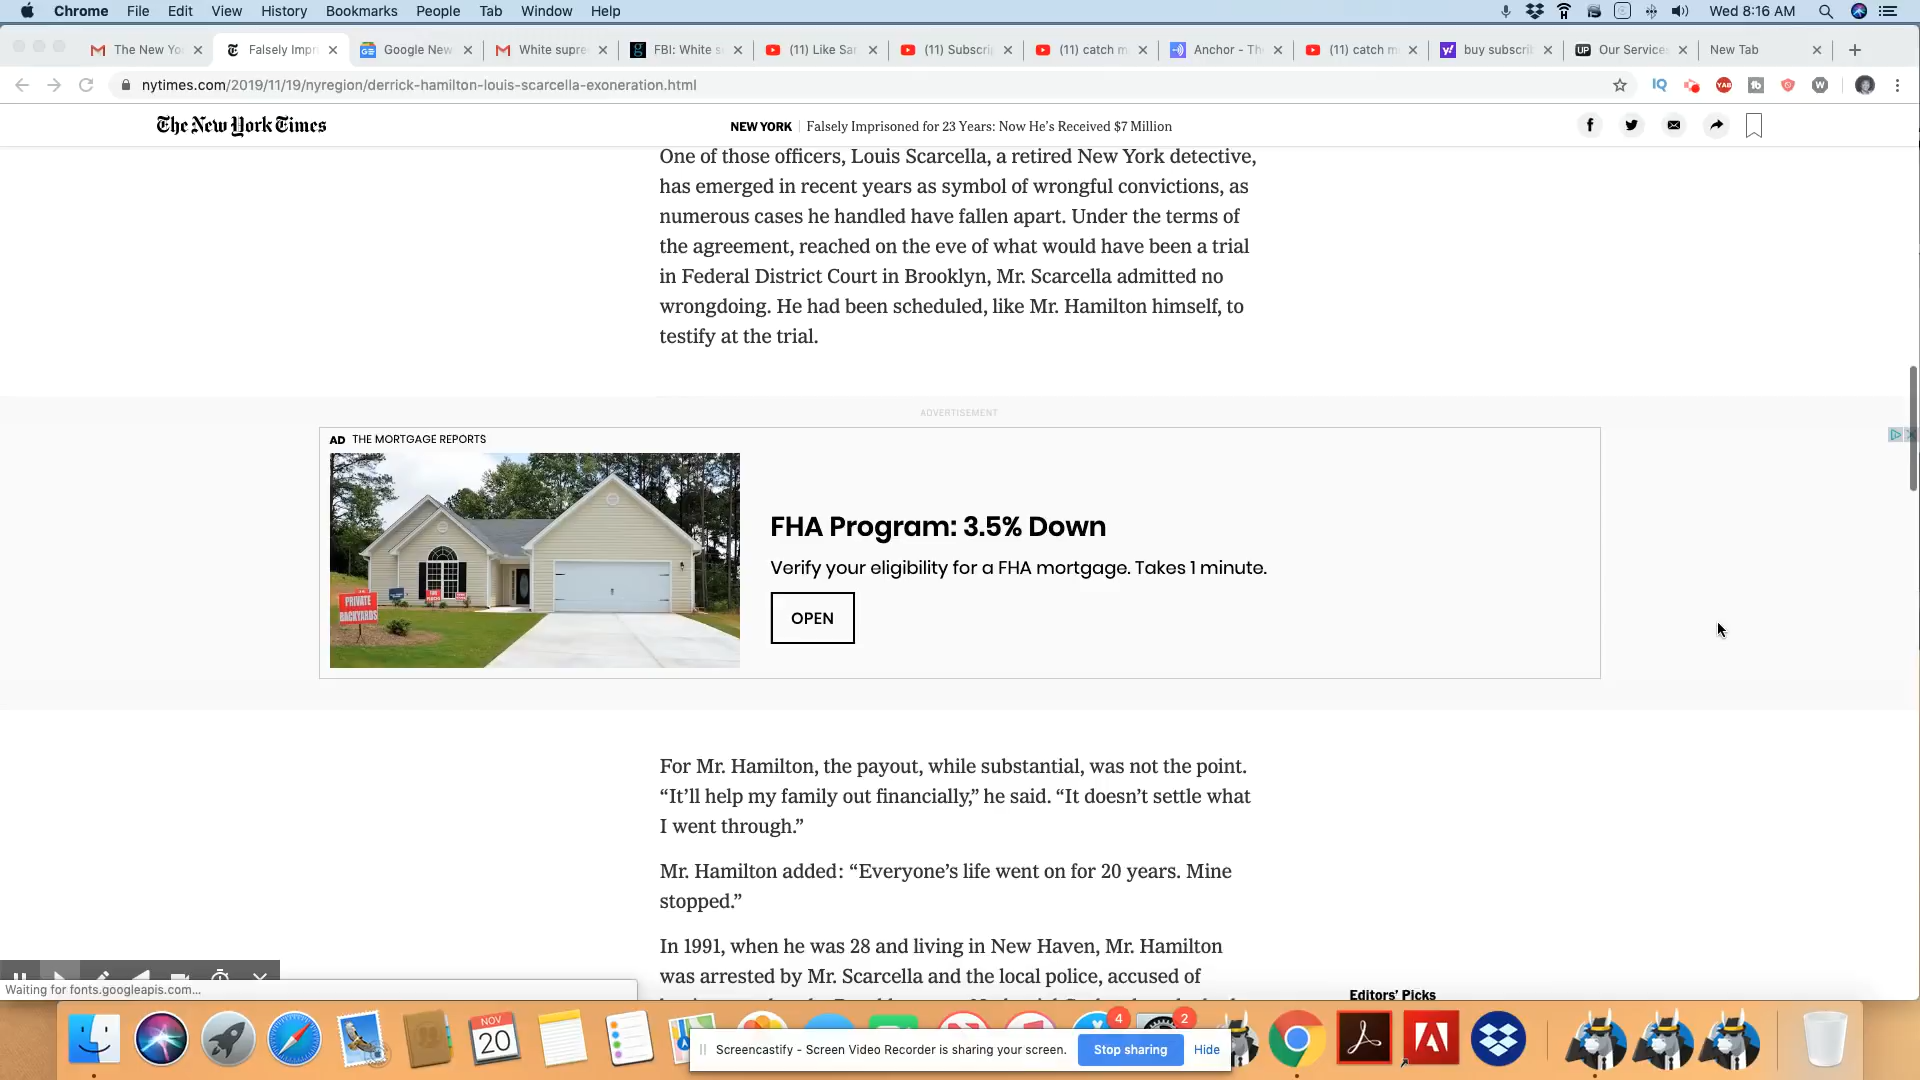 Chrome File Edit View History Bookmarks People Tab Window Help Wed 8:16 AM
The New Yo Falsely Impr Google New White supre FBI: White s (11) Like Sa (11) Subscri (11) catch m Anchor - Th (11) catch m buy subscri Our Service New Tab
nytimes.com/2019/11/19/nyregion/derrick-hamilton-louis-scarcella-exoneration.html
The New York Times NEW YORK Falsely Imprisoned for 23 Years: Now He’s Received $7 Million
One of those officers, Louis Scarcella, a retired New York detective,
has emerged in recent years as symbol of wrongful convictions, as
numerous cases he handled have fallen apart. Under the terms of
the agreement, reached on the eve of what would have been a trial
in Federal District Court in Brooklyn, Mr. Scarcella admitted no
wrongdoing. He had been scheduled, like Mr. Hamilton himself, to
testify at the trial.
ADVERTISEMENT
AD THE MORTGAGE REPORTS
FHA Program: 3.5% Down
Verify your eligibility for a FHA mortgage. Takes 1 minute.
OPEN
PRIVATE
BACKYARDS
For Mr. Hamilton, the payout, while substantial, was not the point.
“It’ll help my family out financially,” he said. “It doesn’t settle what
I went through.”
Mr. Hamilton added: “Everyone’s life went on for 20 years. Mine
stopped.”
In 1991, when he was 28 and living in New Haven, Mr. Hamilton
was arrested by Mr. Scarcella and the local police, accused of
Editors’ Picks
Waiting for fonts.googleapis.com...
NOV
20
4
2
Screencastify - Screen Video Recorder is sharing your screen. Stop sharing Hide